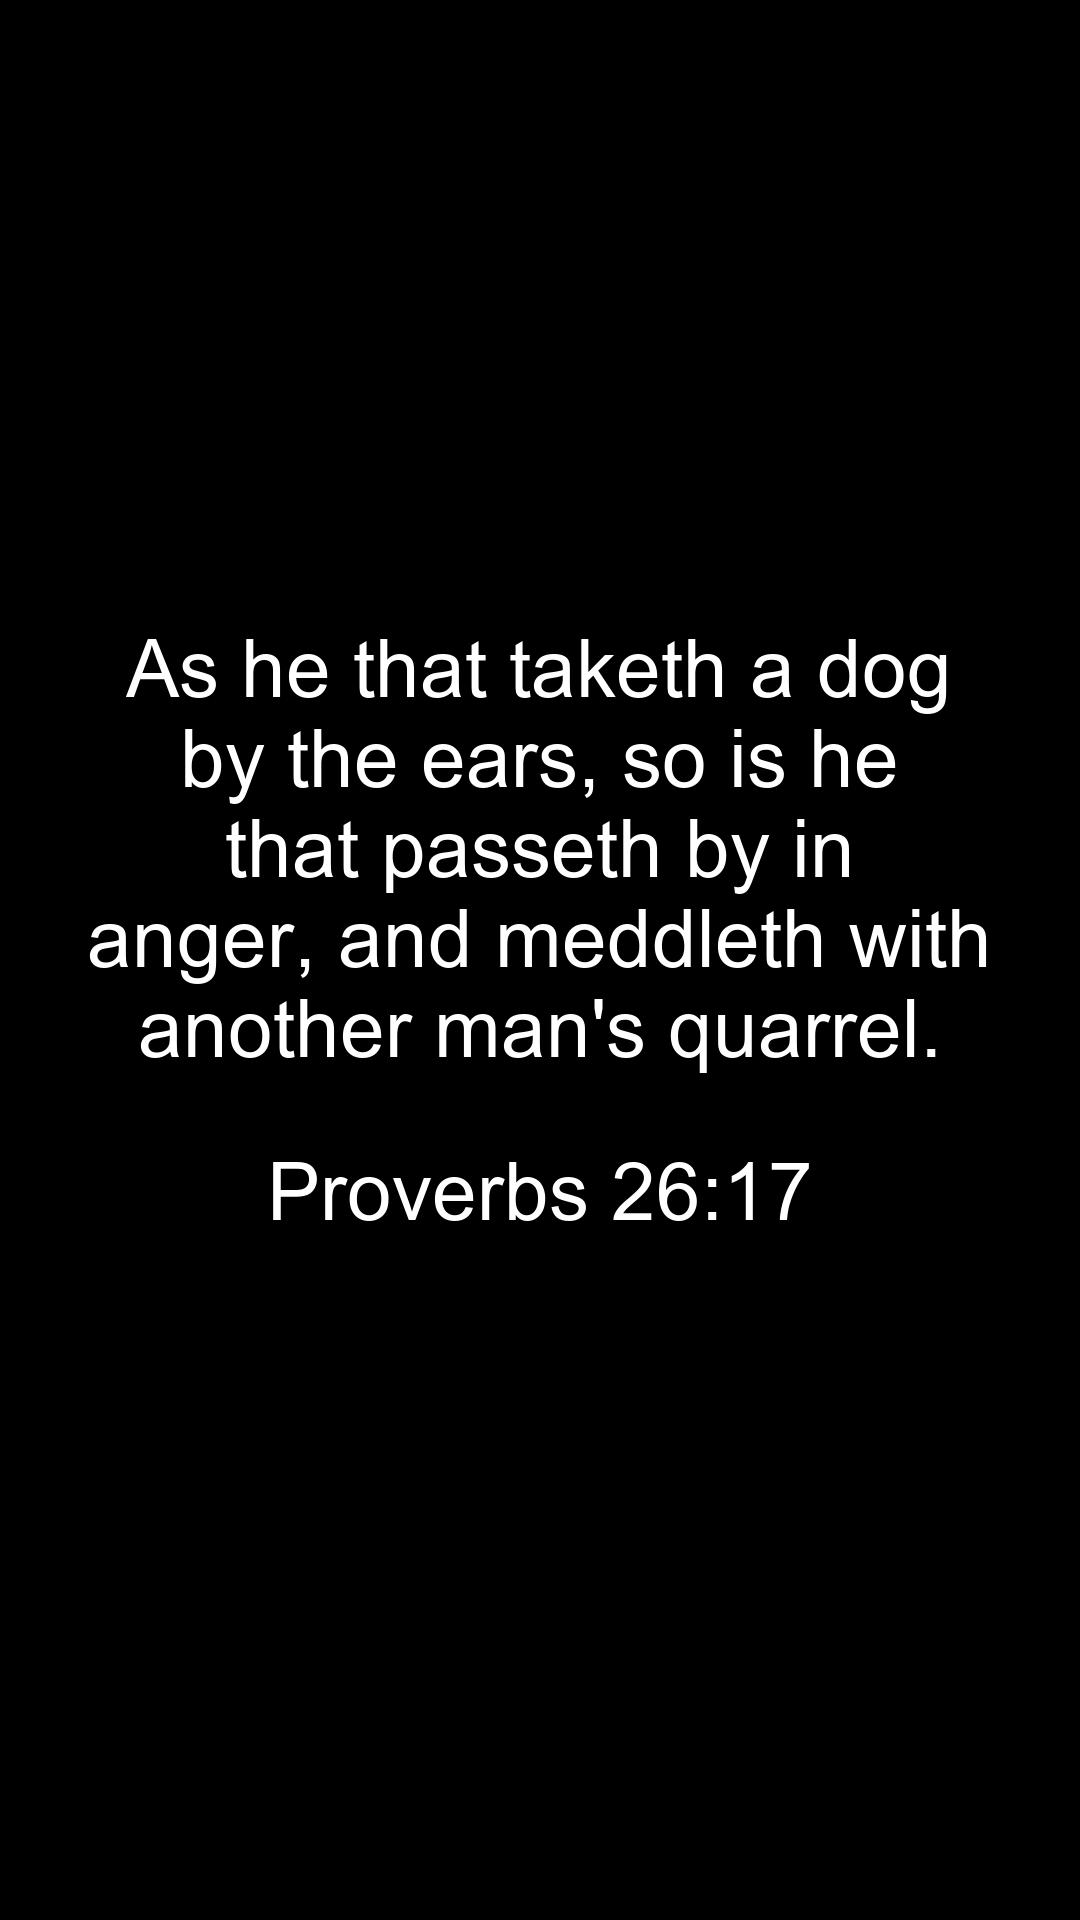 As he that taketh a dog
by the ears, so is he
that passeth by in
anger, and meddleth with
another man's quarrel.
Proverbs 26:17